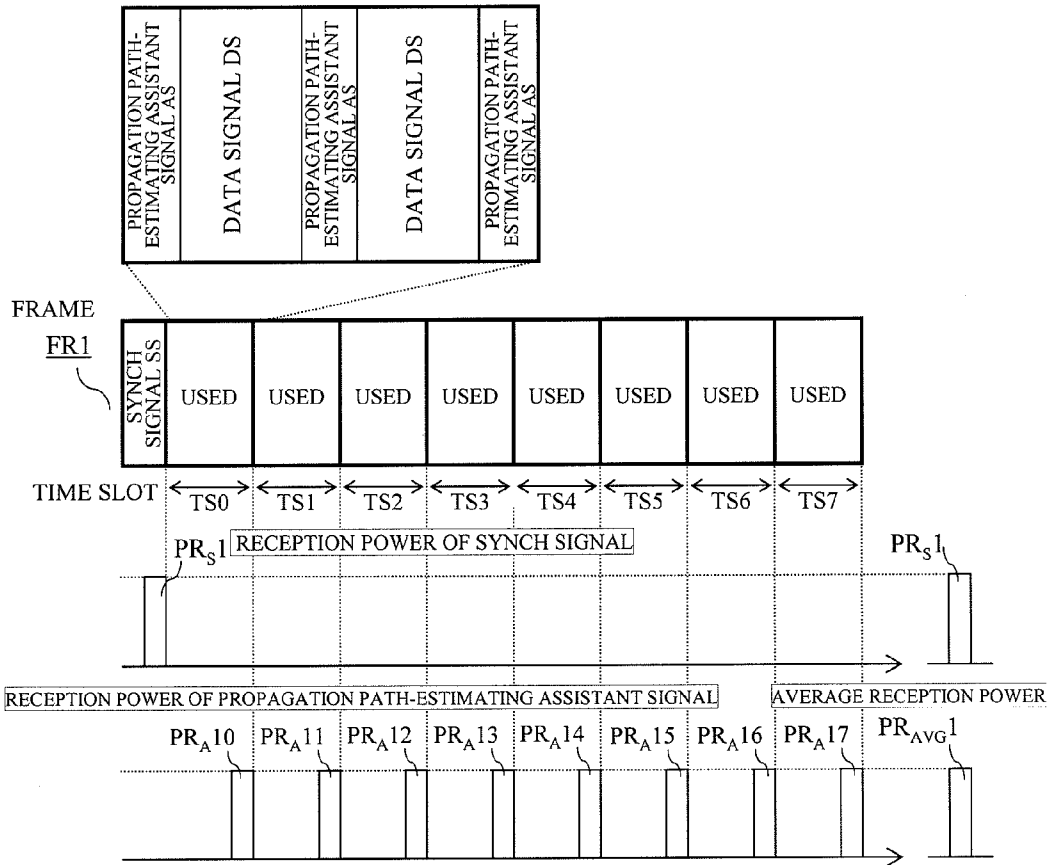 PROPAGATION PATH-
ESTIMATING ASSISTANT
SIGNAL AS
DATA SIGNAL DS
PROPAGATION PATH-
ESTIMATING ASSISTANT
SIGNAL AS
DATA SIGNAL DS
PROPAGATION PATH-
ESTIMATING ASSISTANT
SIGNAL AS
FRAME
FR1
SYNCH
SIGNAL SS
USED USED USED USED USED USED USED USED
TIME SLOT
TS0 TS1 TS2 TS3 TS4 TS5 TS6 TS7
PRS1 RECEPTION POWER OF SYNCH SIGNAL PRS1
RECEPTION POWER OF PROPAGATION PATH-ESTIMATING ASSISTANT SIGNAL AVERAGE RECEPTION POWER
PRA10 PRA11 PRA12 PRA13 PRA14 PRA15 PRA16 PRA17 PRAVG1